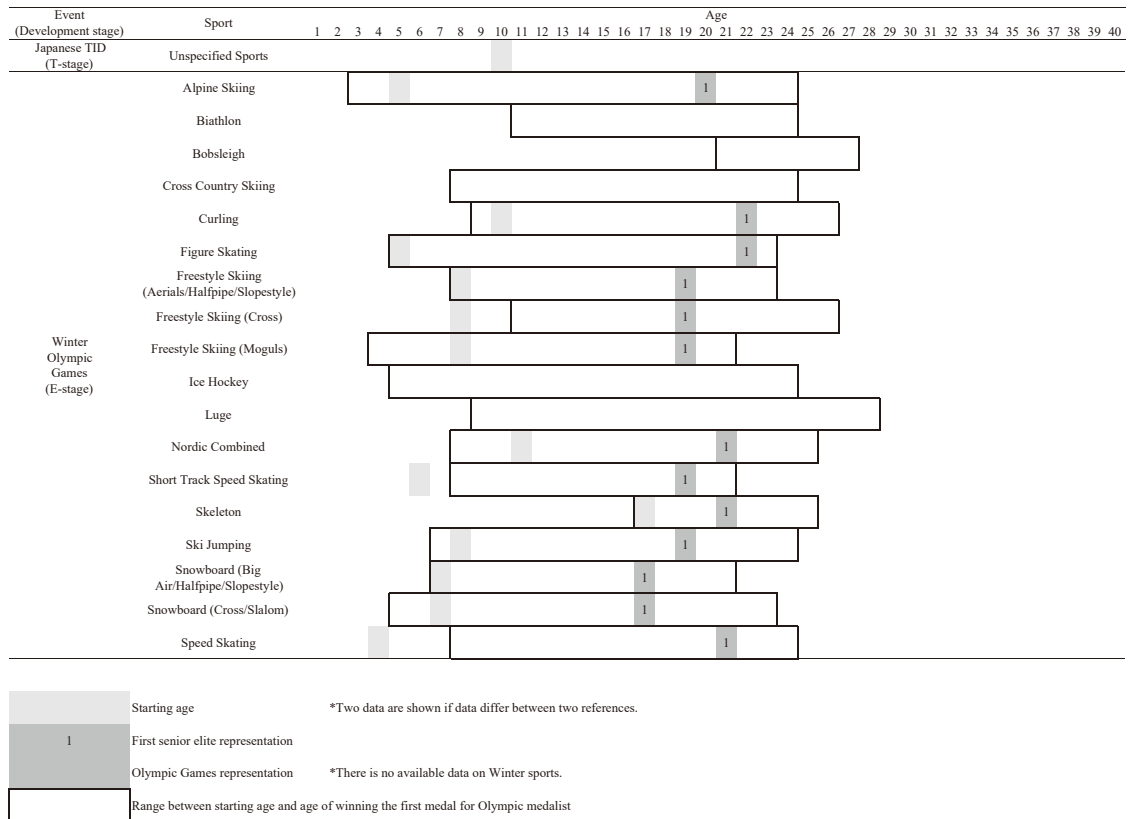 Event
(Development stage)
Sport
Age
1 2 3 4 5 6 7 8 9 10 11 12 13 14 15 16 17 18 19 20 21 22 23 24 25 26 27 28 29 30 31 32 33 34 35 36 37 38 39 40
Japanese TID
(T-stage)
Unspecified Sports
Winter
Olympic
Games
(E-stage)
Alpine Skiing 1
Biathlon
Bobsleigh
Cross Country Skiing
Curling 1
Figure Skating 1
Freestyle Skiing
(Aerials/Halfpipe/Slopestyle) 1
Freestyle Skiing (Cross) 1
Freestyle Skiing (Moguls) 1
Ice Hockey
Luge
Nordic Combined 1
Short Track Speed Skating 1
Skeleton 1
Ski Jumping 1
Snowboard (Big
Air/Halfpipe/Slopestyle) 1
Snowboard (Cross/Slalom) 1
Speed Skating 1
Starting age *Two data are shown if data differ between two references.
1 First senior elite representation
Olympic Games representation *There is no available data on Winter sports.
Range between starting age and age of winning the first medal for Olympic medalist